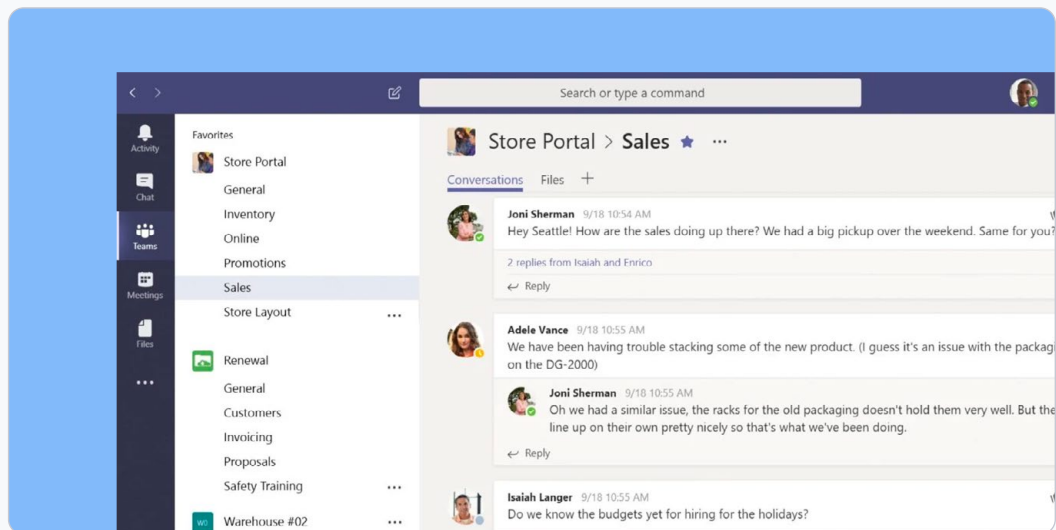 Search or type a command
Activity
Chat
Teams
Meetings
Files
Favorites
Store Portal
General
Inventory
Online
Promotions
Sales
Store Layout
Renewal
General
Customers
Invoicing
Proposals
Safety Training
WO
Warehouse #02
Store Portal > Sales
Conversations Files +
Joni Sherman 9/18 10:54 AM
Hey Seattle! How are the sales doing up there? We had a big pickup over the weekend. Same for you?
2 replies from Isaiah and Enrico
Reply
Adele Vance 9/18 10:55 AM
We have been having trouble stacking some of the new product. (I guess it's an issue with the packag
on the DG-2000)
Joni Sherman 9/18 10:55 AM
Oh we had a similar issue, the racks for the old packaging doesn't hold them very well. But the
line up on their own pretty nicely so that's what we've been doing.
Reply
Isaiah Langer 9/18 10:55 AM
Do we know the budgets yet for hiring for the holidays?